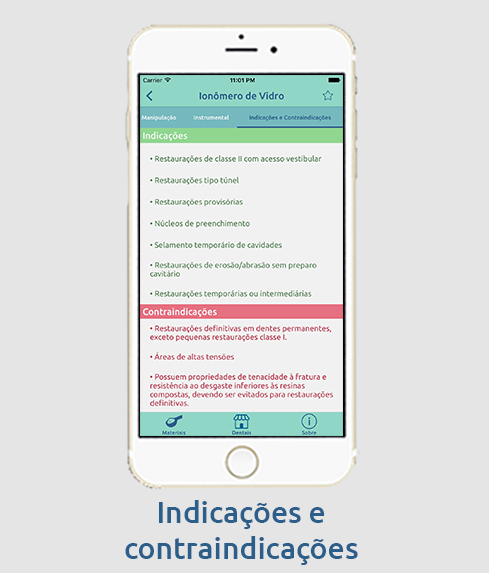 Carrier 11:01 PM
Ionômero de Vidro
Manipulação Instrumental Indicações e Contraindicações
Indicações
• Restaurações de classe II com acesso vestibular
• Restaurações tipo túnel
• Restaurações provisórias
• Núcleos de preenchimento
• Selamento temporário de cavidades
• Restaurações de erosão/abrasão sem preparo
cavitário
• Restaurações temporárias ou intermediárias
Contraindicações
• Restaurações definitivas em dentes permanentes,
exceto pequenas restaurações classe I.
• Áreas de altas tensões
• Possuem propriedades de tenacidade à fratura e
resistência ao desgaste inferiores às resinas
compostas, devendo ser evitados para restaurações
definitivas.
Materiais Dentais Sobre
Indicações e
contraindicações